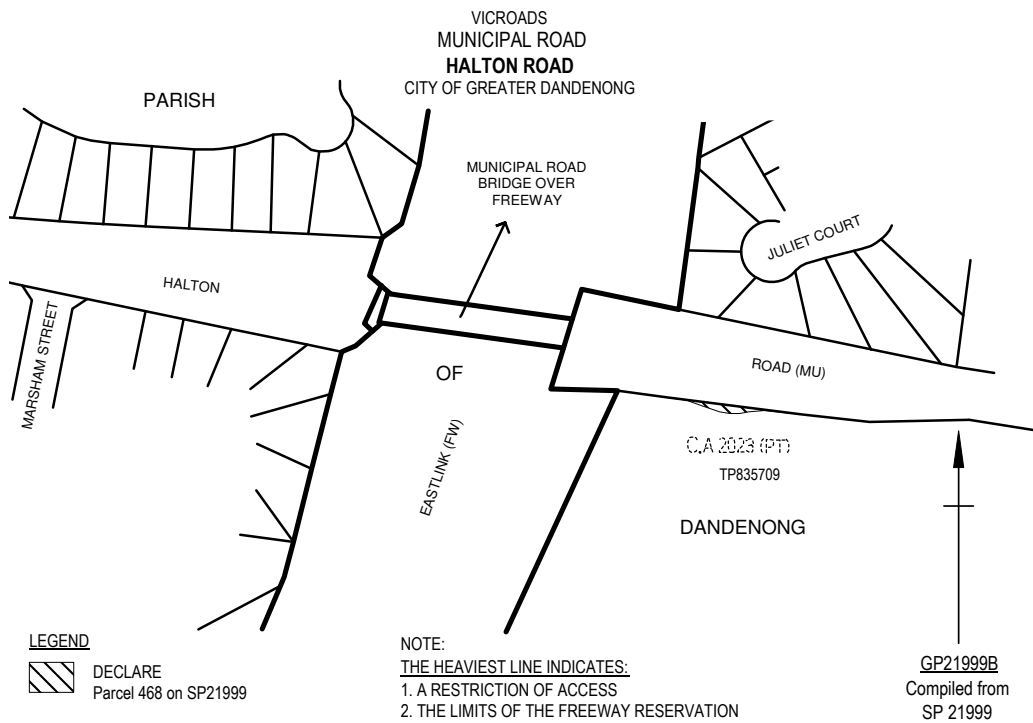 VICROADS
MUNICIPAL ROAD
HALTON ROAD
CITY OF GREATER DANDENONG
PARISH
MUNICIPAL ROAD
BRIDGE OVER
FREEWAY
JULIET COURT
HALTON
MARSHAM STREET
OF
ROAD (MU)
EASTLINK (FW)
C.A 2023 (PT)
TP835709
DANDENONG
LEGEND
DECLARE
Parcel 468 on SP21999
NOTE:
THE HEAVIEST LINE INDICATES:
1. A RESTRICTION OF ACCESS
2. THE LIMITS OF THE FREEWAY RESERVATION
GP21999B
Compiled from
SP 21999